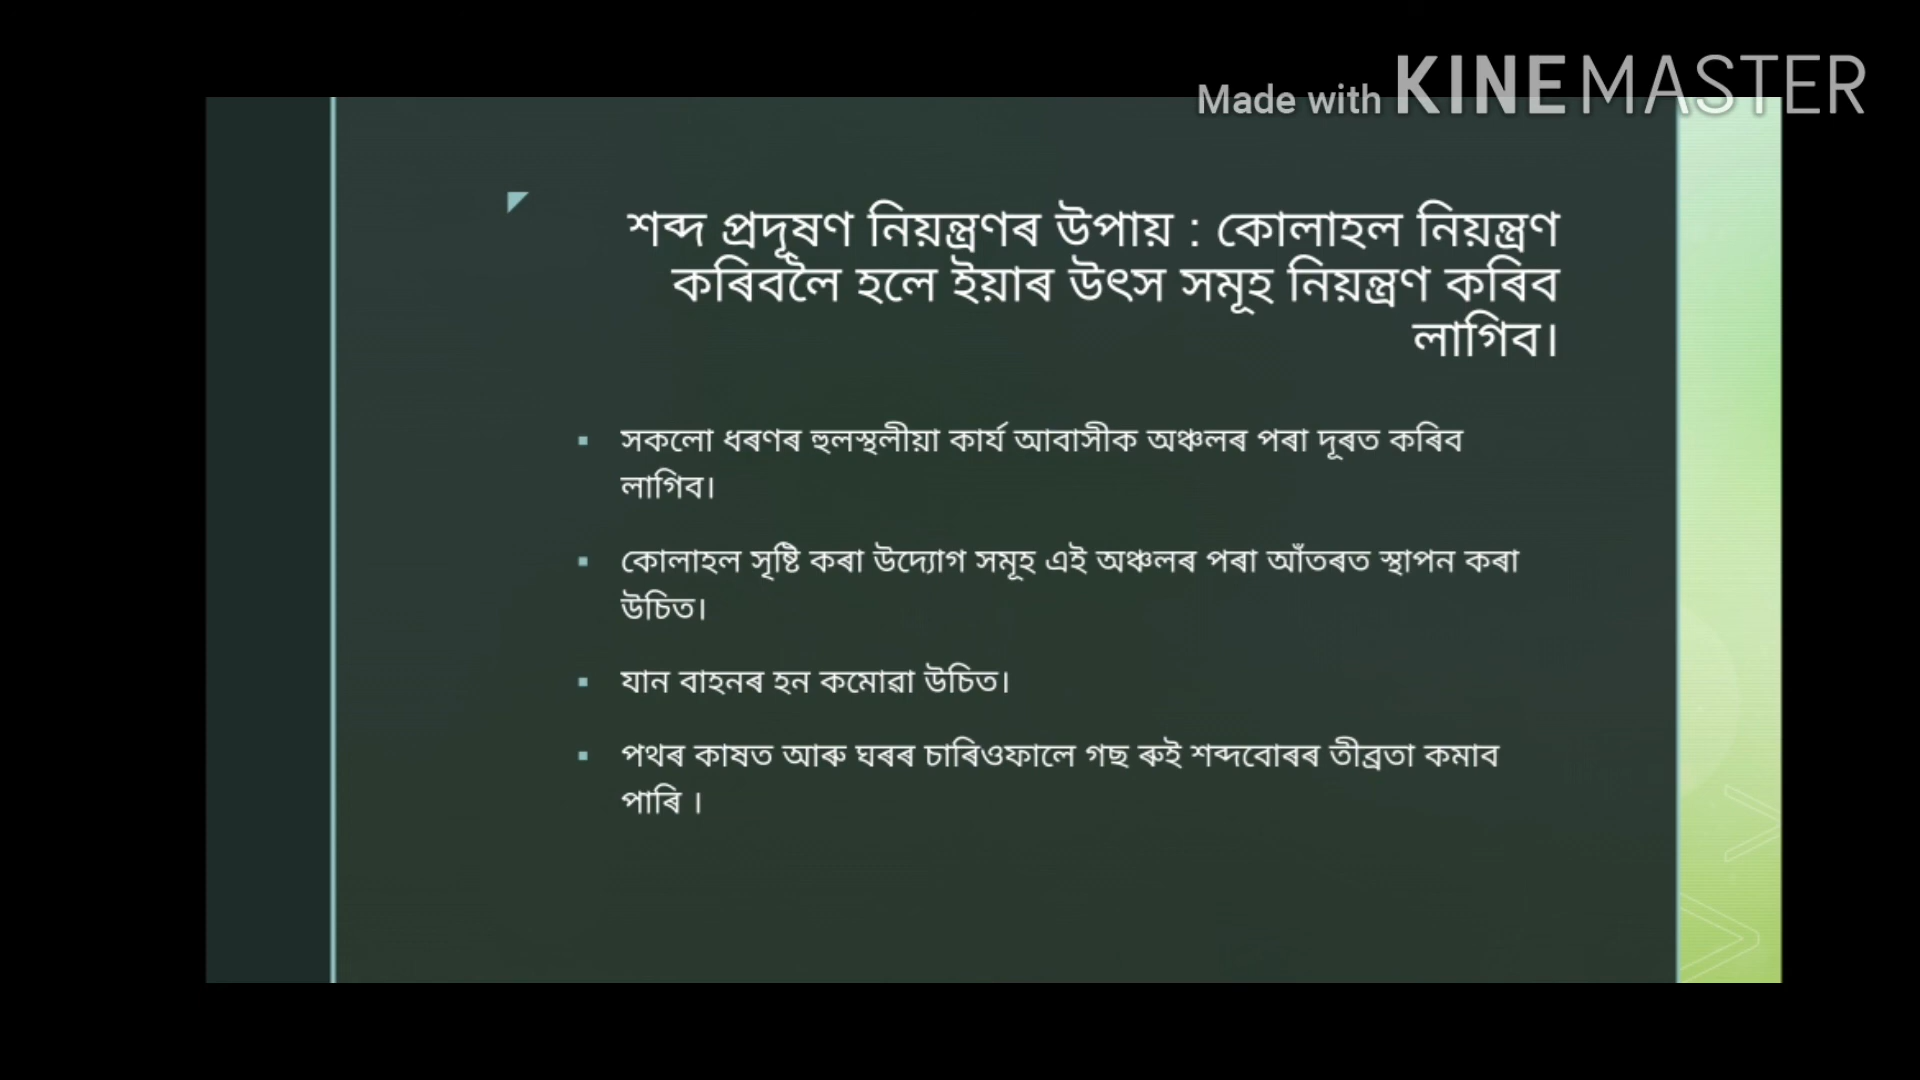 Made with KINEMASTER
শব্দ প্ৰদূষণ নিয়ন্ত্ৰণৰ উপায় : কোলাহল নিয়ন্ত্ৰণ
কৰিবলৈ হলে ইয়াৰ উৎস সমূহ নিয়ন্ত্ৰণ কৰিব
লাগিব।
▪ সকলো ধৰণৰ হুলস্থলীয়া কাৰ্য আবাসীক অঞ্চলৰ পৰা দূৰত কৰিব
লাগিব।
▪ কোলাহল সৃষ্টি কৰা উদ্যোগ সমূহ এই অঞ্চলৰ পৰা আঁতৰত স্থাপন কৰা
উচিত।
▪ যান বাহনৰ হন কমোৱা উচিত।
▪ পথৰ কাষত আৰু ঘৰৰ চাৰিওফালে গছ ৰুই শব্দবোৰৰ তীব্ৰতা কমাব
পাৰি ।